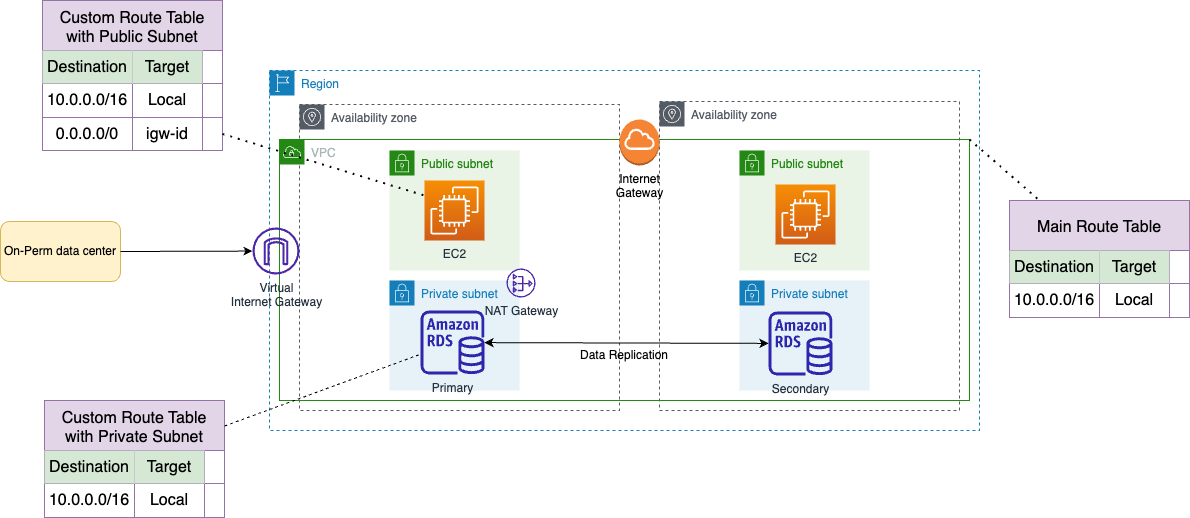 Custom Route Table
with Public Subnet
Destination Target
10.0.0.0/16 Local
0.0.0.0/0 igw-id
Region
Availability zone
Availability zone
VPC
Internet
Gateway
Public subnet
EC2
Public subnet
EC2
On-Perm data center
Virtual
Internet Gateway
Main Route Table
Destination Target
10.0.0.0/16 Local
Private subnet
NAT Gateway
Amazon
RDS
Primary
Data Replication
Private subnet
Amazon
RDS
Secondary
Custom Route Table
with Private Subnet
Destination Target
10.0.0.0/16 Local